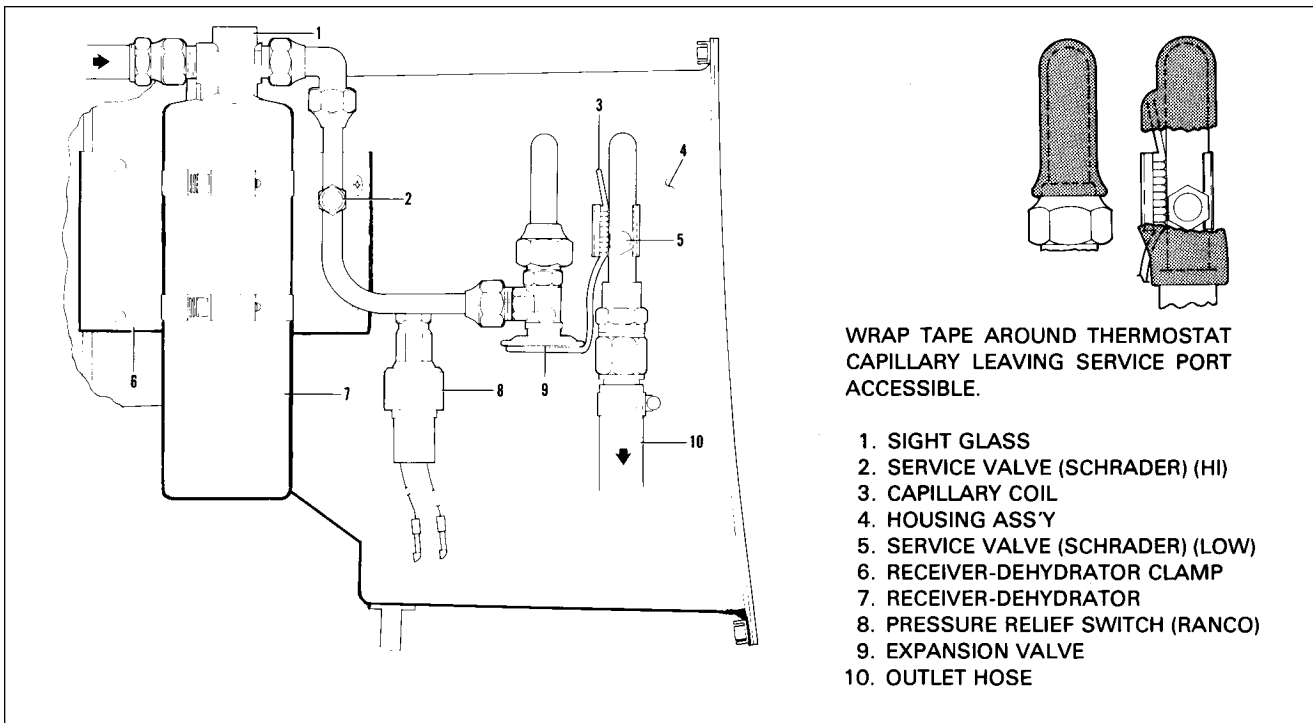 1
2
3
4
5
6
7
8
9
10
WRAP TAPE AROUND THERMOSTAT
CAPILLARY LEAVING SERVICE PORT
ACCESSIBLE.
1. SIGHT GLASS
2. SERVICE VALVE (SCHRADER) (HI)
3. CAPILLARY COIL
4. HOUSING ASS'Y
5. SERVICE VALVE (SCHRADER) (LOW)
6. RECEIVER-DEHYDRATOR CLAMP
7. RECEIVER-DEHYDRATOR
8. PRESSURE RELIEF SWITCH (RANCO)
9. EXPANSION VALVE
10. OUTLET HOSE